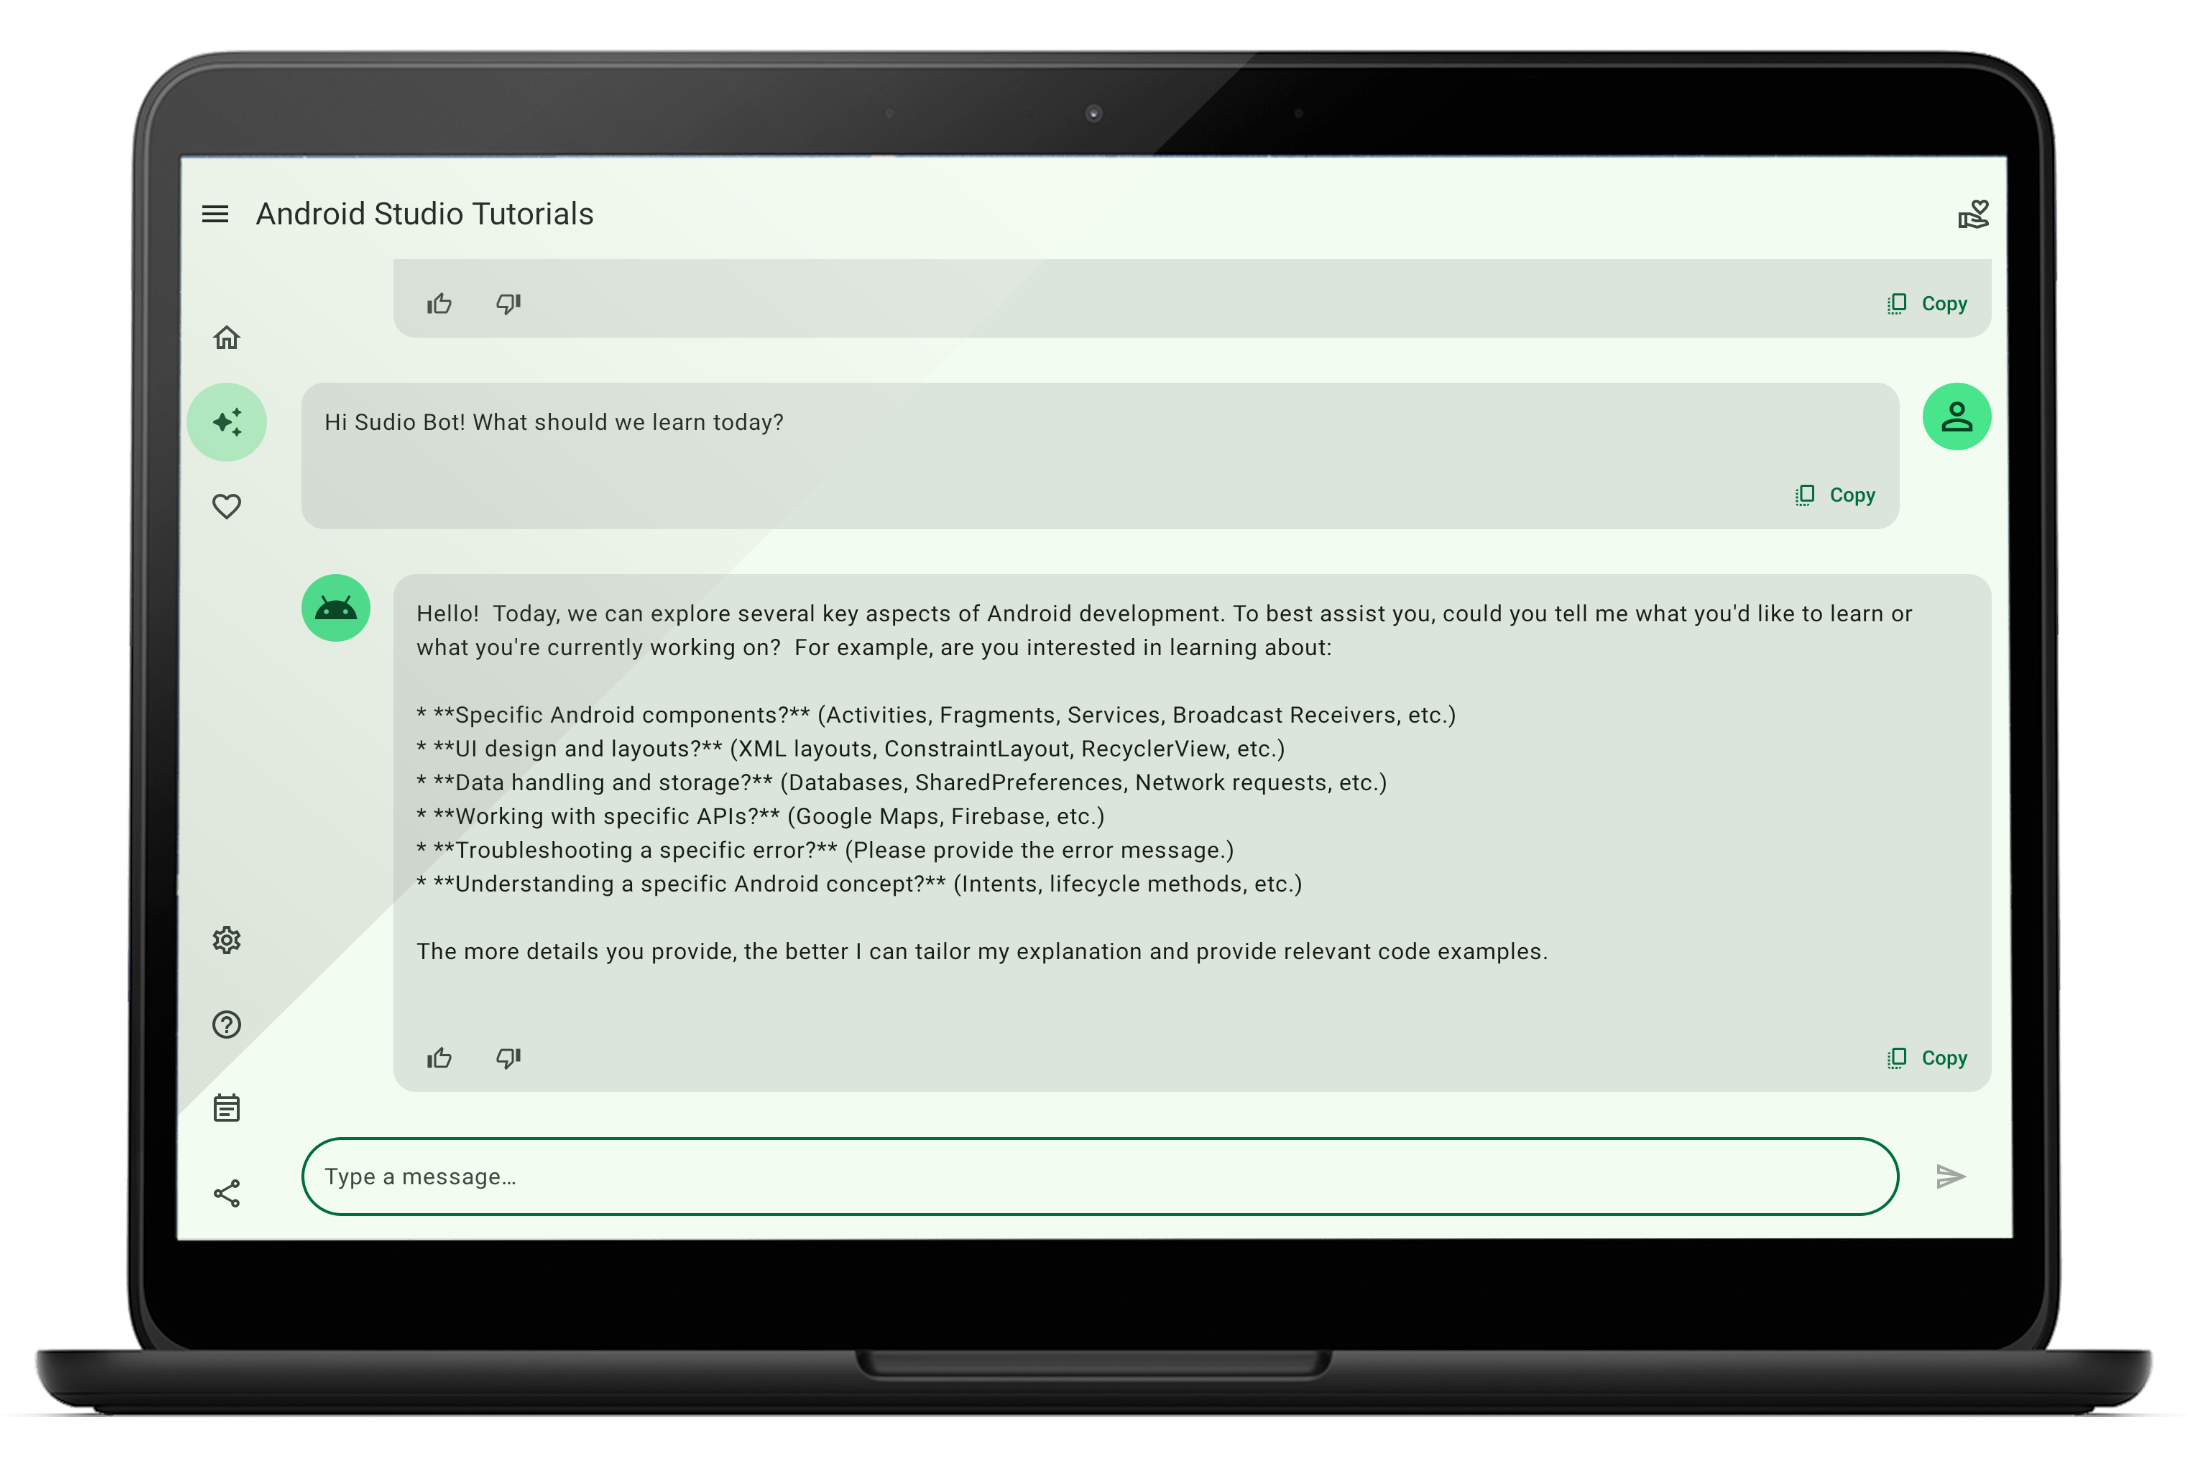 Android Studio Tutorials
Copy
Hi Sudio Bot! What should we learn today?
Copy
Hello!  Today, we can explore several key aspects of Android development. To best assist you, could you tell me what you'd like to learn or
what you're currently working on?  For example, are you interested in learning about:
* **Specific Android components?** (Activities, Fragments, Services, Broadcast Receivers, etc.)
* **UI design and layouts?** (XML layouts, ConstraintLayout, RecyclerView, etc.)
* **Data handling and storage?** (Databases, SharedPreferences, Network requests, etc.)
* **Working with specific APIs?** (Google Maps, Firebase, etc.)
* **Troubleshooting a specific error?** (Please provide the error message.)
* **Understanding a specific Android concept?** (Intents, lifecycle methods, etc.)
The more details you provide, the better I can tailor my explanation and provide relevant code examples.
Copy
Type a message…